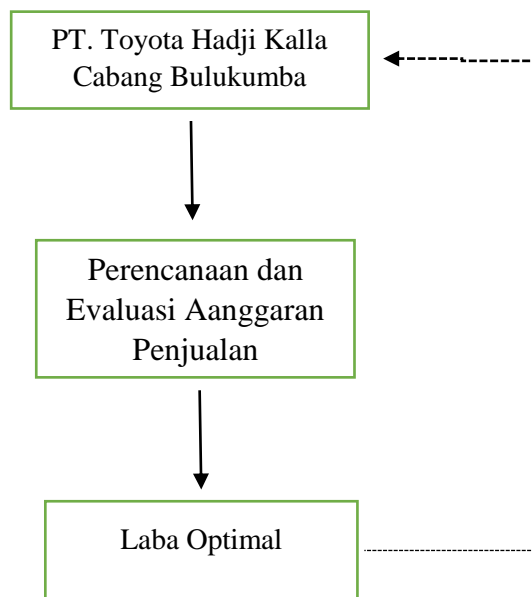 PT. Toyota Hadji Kalla
Cabang Bulukumba
Perencanaan dan
Evaluasi Aanggaran
Penjualan
Laba Optimal